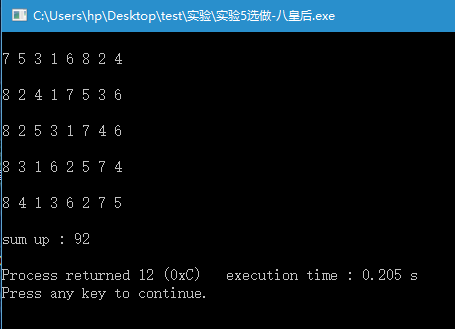 C:\Users\hp\Desktop\test\实验\实验5选做-八皇后.exe
7 5 3 1 6 8 2 4
8 2 4 1 7 5 3 6
8 2 5 3 1 7 4 6
8 3 1 6 2 5 7 4
8 4 1 3 6 2 7 5
sum up : 92
Process returned 12 (0xC)   execution time : 0.205 s
Press any key to continue.